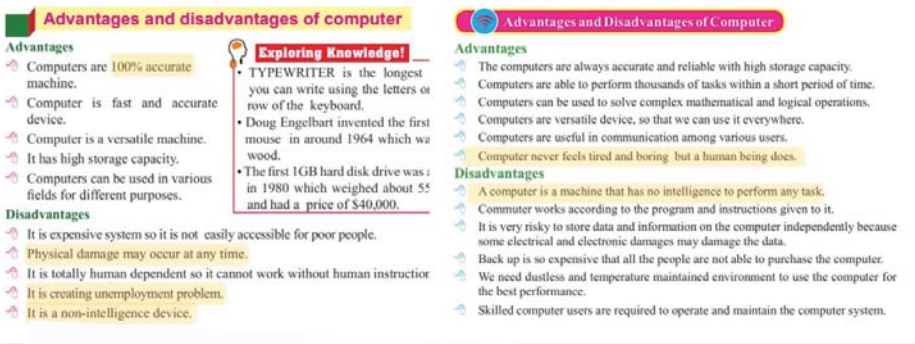 Advantages and disadvantages of computer
Advantages
Computers are 100% accurate
machine.
Computer is fast and accurate
device.
Computer is a versatile machine.
It has high storage capacity.
Computers can be used in various
fields for different purposes.
Exploring Knowledge!
• TYPEWRITER is the longest
you can write using the letters
row of the keyboard.
• Doug Engelbart invented the first
mouse in around 1964 which
wood.
• The first 1GB hard disk drive was
in 1980 which weighed about
and had a price of $40,000.
Disadvantages
It is expensive system so it is not easily accessible for poor people.
Physical damage may occur at any time.
It is totally human dependent so it cannot work without human instruction
It is creating unemployment problem.
It is a non-intelligence device.
Advantages and Disadvantages of Computer
Advantages
The computers are always accurate and reliable with high storage capacity.
Computers are able to perform thousands of tasks within a short period of time.
Computers can be used to solve complex mathematical and logical operations.
Computers are versatile device, so that we can use it everywhere.
Computers are useful in communication among various users.
Computer never feels tired and boring but a human being does.
Disadvantages
A computer is a machine that has no intelligence to perform any task.
Commuter works according to the program and instructions given to it.
It is very risky to store data and information on the computer independently because
some electrical and electronic damages may damage the data.
Back up is so expensive that all the people are not able to purchase the computer.
We need dustless and temperature maintained environment to use the computer for
the best performance.
Skilled computer users are required to operate and maintain the computer system.